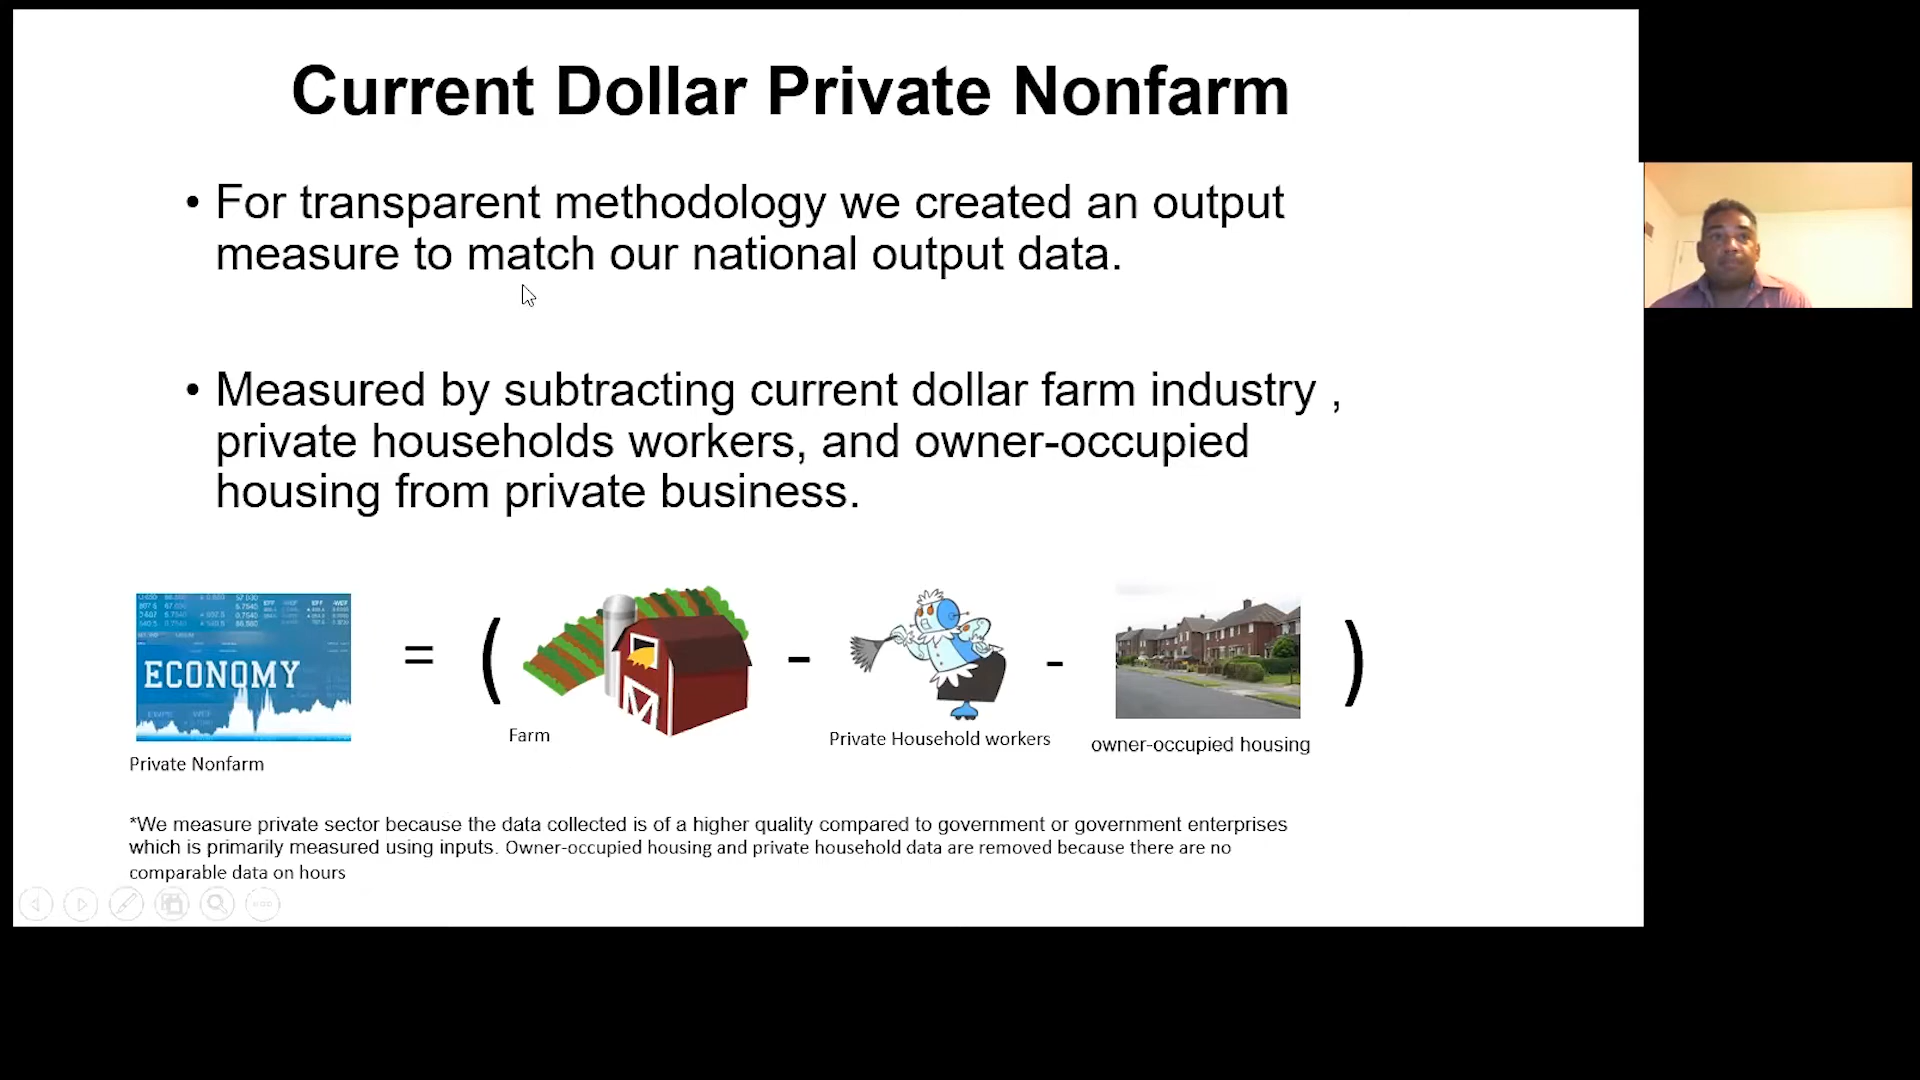 Current Dollar Private Nonfarm
• For transparent methodology we created an output
measure to match our national output data.
• Measured by subtracting current dollar farm industry ,
private households workers, and owner-occupied
housing from private business.
ECONOMY
= ( - - )
Farm
Private Household workers
owner-occupied housing
Private Nonfarm
*We measure private sector because the data collected is of a higher quality compared to government or government enterprises
which is primarily measured using inputs. Owner-occupied housing and private household data are removed because there are no
comparable data on hours